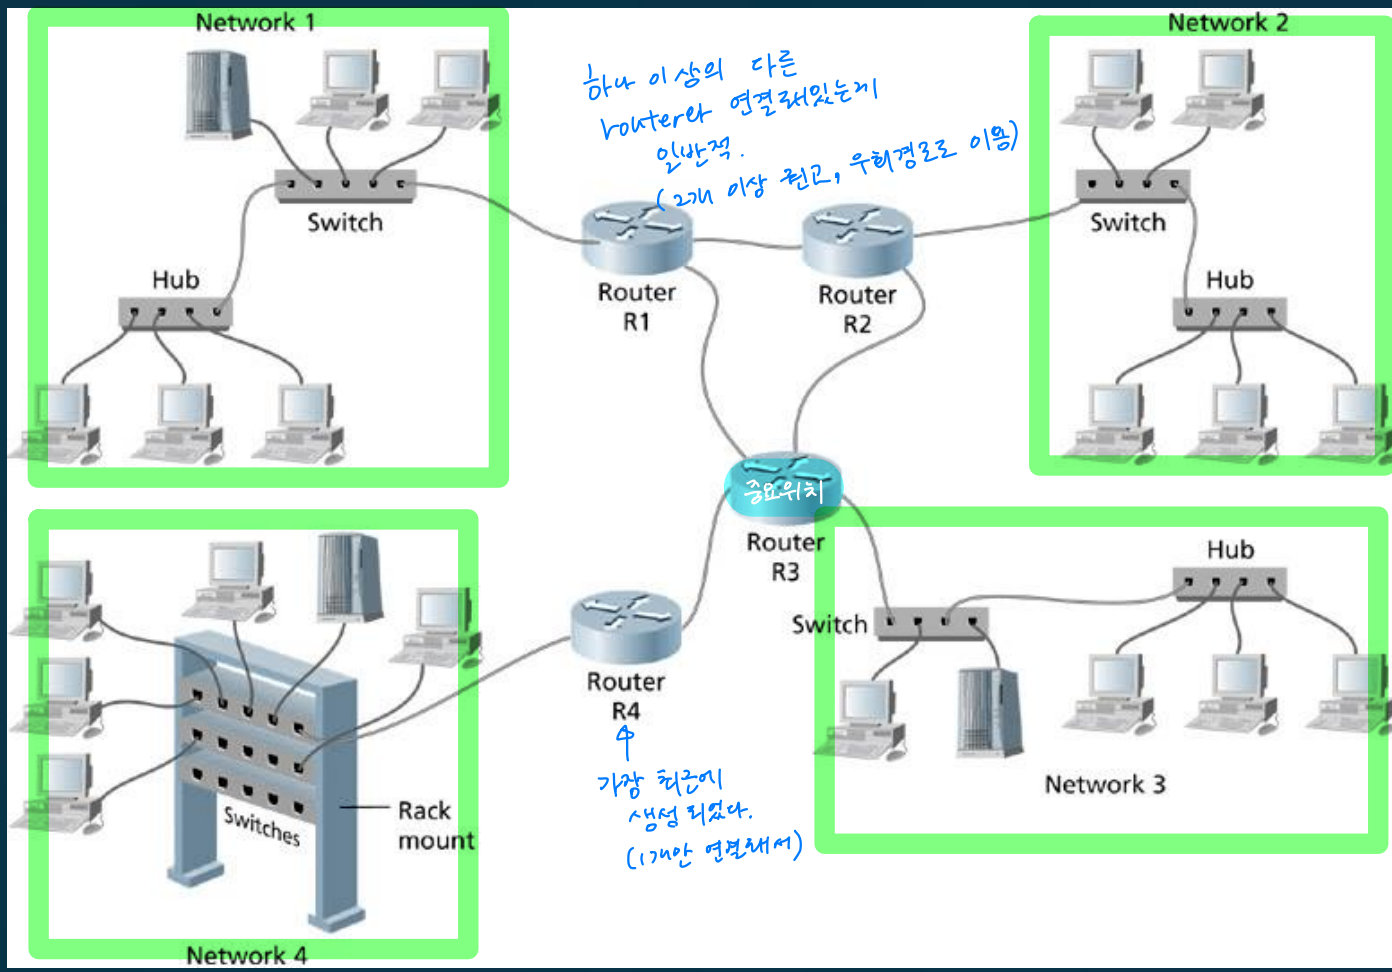 Network 1
Network 2
하나 이상의 다른
router와 연결되있는게
일반적.
(2개 이상 권고, 우회경로로 이용)
Switch
Switch
Hub
Hub
Router
R1
Router
R2
중요위치
Router
R3
Hub
Switch
Router
R4
가장 최근에
생성되었다.
(1개만 연결돼서)
Network 3
Switches
Rack
mount
Network 4